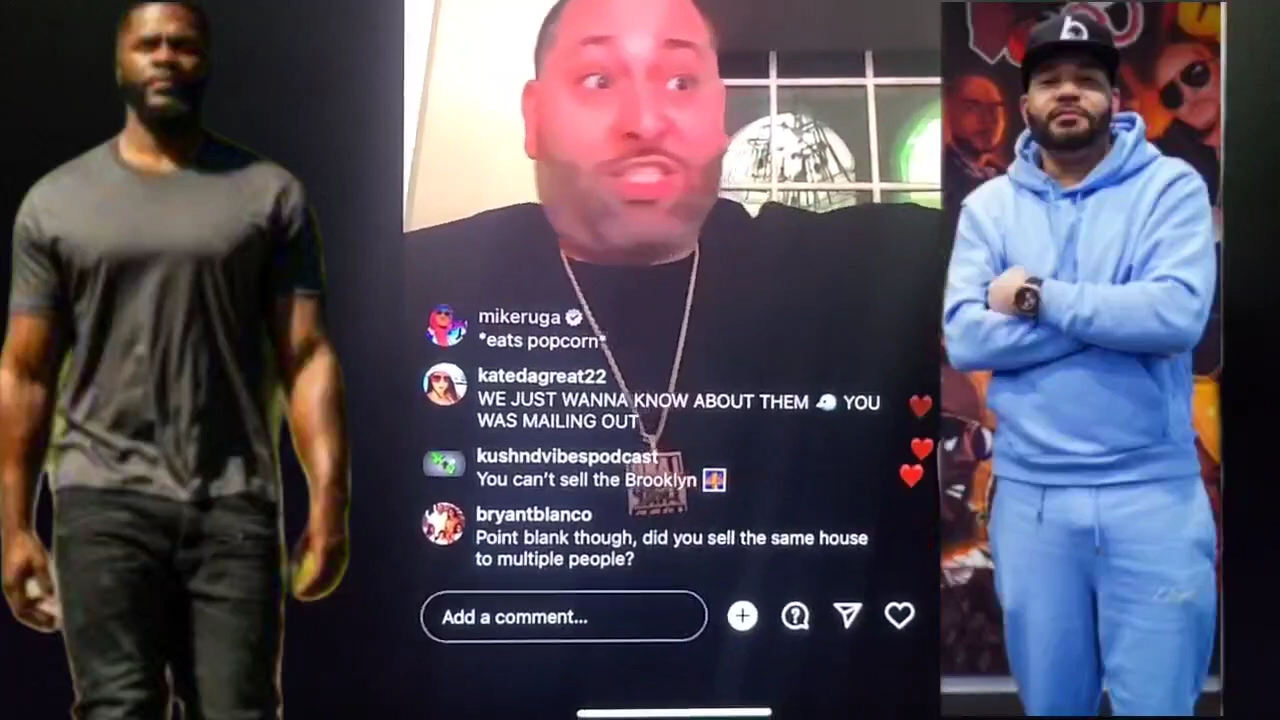 mikeruga
*eats popcorn*
katedagreat22
WE JUST WANNA KNOW ABOUT THEM 🧢 YOU
WAS MAILING OUT
kushndvibespodcast
You can't sell the Brooklyn 🌉
bryantblanco
Point blank though, did you sell the same house
to multiple people?
Add a comment...
b